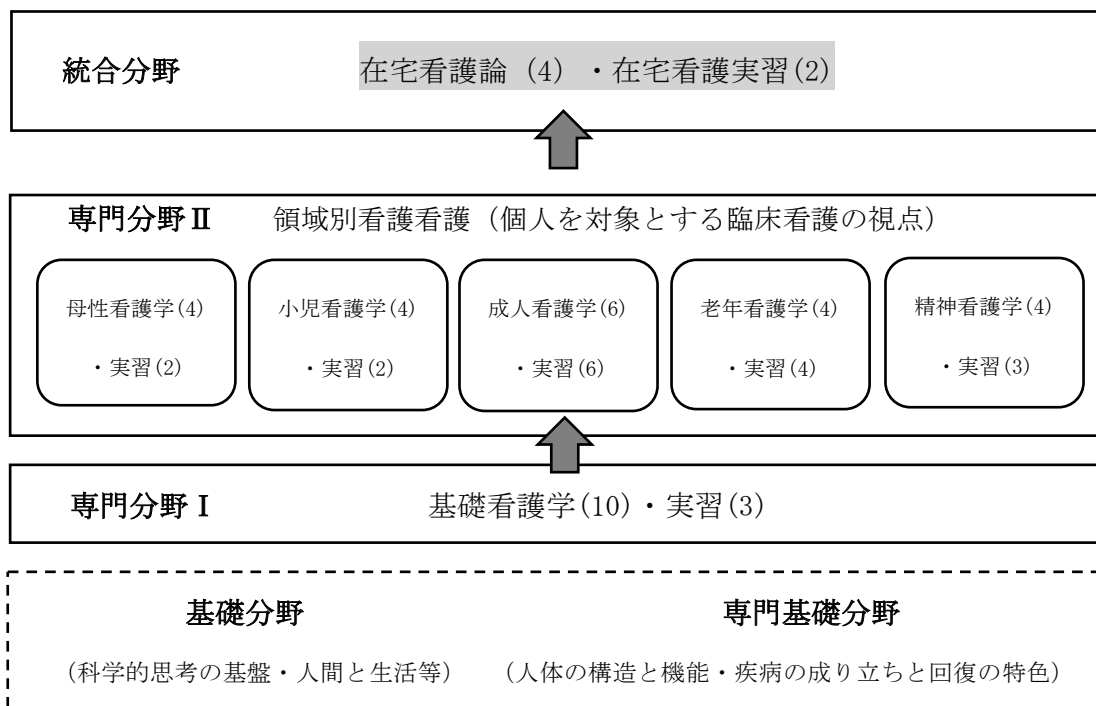 統合分野 在宅看護論 (4) ・在宅看護実習(2)
専門分野Ⅱ 領域別看護看護 (個人を対象とする臨床看護の視点)
母性看護学(4)
・実習(2)
小児看護学(4)
・実習(2)
成人看護学(6)
・実習(6)
老年看護学(4)
・実習(4)
精神看護学(4)
・実習(3)
専門分野Ⅰ 基礎看護学(10)・実習(3)
基礎分野
(科学的思考の基盤・人間と生活等)
専門基礎分野
(人体の構造と機能・疾病の成り立ちと回復の特色)